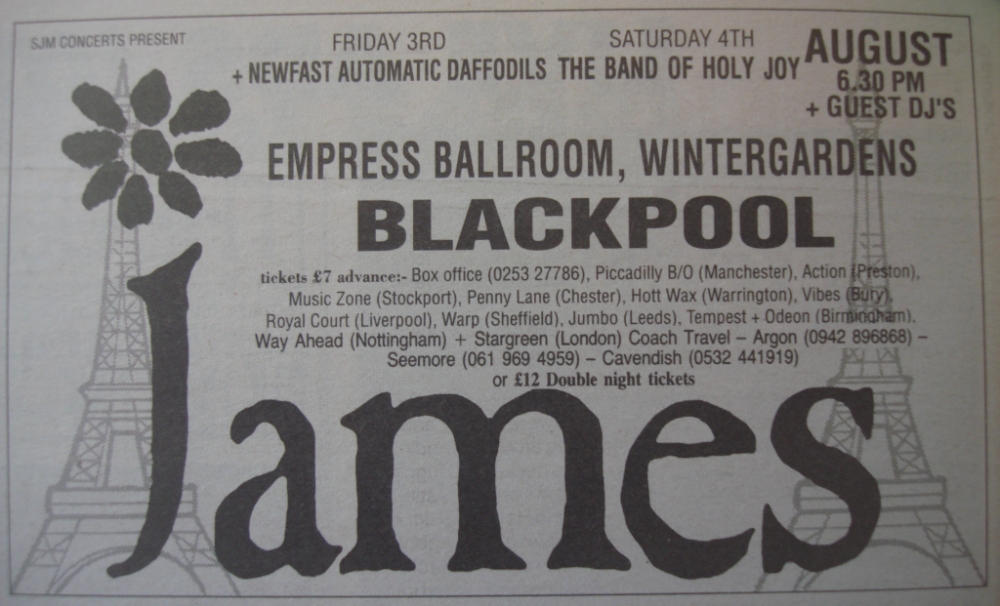 SJM CONCERTS PRESENT
FRIDAY 3RD
SATURDAY 4TH
AUGUST
+ NEWFAST AUTOMATIC DAFFODILS THE BAND OF HOLY JOY
6.30 PM
+ GUEST DJ'S
EMPRESS BALLROOM, WINTERGARDENS
BLACKPOOL
tickets £7 advance:- Box office (0253 27786), Piccadilly B/O (Manchester), Action (Preston),
Music Zone (Stockport), Penny Lane (Chester), Hott Wax (Warrington), Vibes (Bury),
Royal Court (Liverpool), Warp (Sheffield), Jumbo (Leeds), Tempest + Odeon (Birmingham).
Way Ahead (Nottingham) + Stargreen (London) Coach Travel – Argon (0942 896868) –
Seemore (061 969 4959) – Cavendish (0532 441919)
or £12 Double night tickets
James